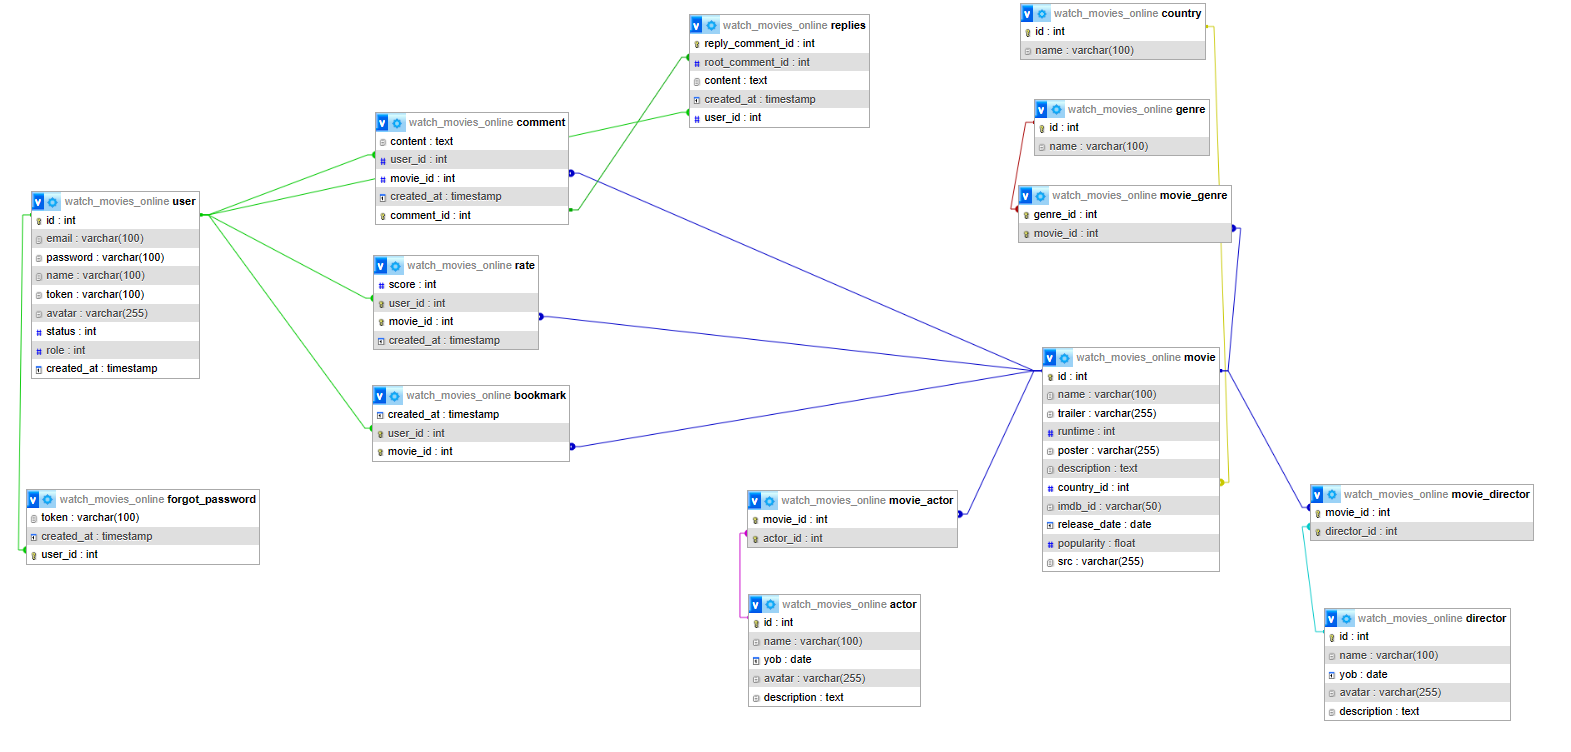 watch_movies_online replies
reply_comment_id : int
root_comment_id : int
content : text
created_at : timestamp
user_id : int
watch_movies_online country
id : int
name : varchar(100)
watch_movies_online genre
id : int
name : varchar(100)
watch_movies_online comment
content : text
user_id : int
movie_id : int
created_at : timestamp
comment_id : int
watch_movies_online movie_genre
genre_id : int
movie_id : int
watch_movies_online user
id : int
email : varchar(100)
password : varchar(100)
name : varchar(100)
token : varchar(100)
avatar : varchar(255)
status : int
role : int
created_at : timestamp
watch_movies_online rate
score : int
user_id : int
movie_id : int
created_at : timestamp
watch_movies_online movie
id : int
name : varchar(100)
trailer : varchar(255)
runtime : int
poster : varchar(255)
description : text
country_id : int
imdb_id : varchar(50)
release_date : date
popularity : float
src : varchar(255)
watch_movies_online bookmark
created_at : timestamp
user_id : int
movie_id : int
watch_movies_online forgot_password
token : varchar(100)
created_at : timestamp
user_id : int
watch_movies_online movie_actor
movie_id : int
actor_id : int
watch_movies_online movie_director
movie_id : int
director_id : int
watch_movies_online actor
id : int
name : varchar(100)
yob : date
avatar : varchar(255)
description : text
watch_movies_online director
id : int
name : varchar(100)
yob : date
avatar : varchar(255)
description : text